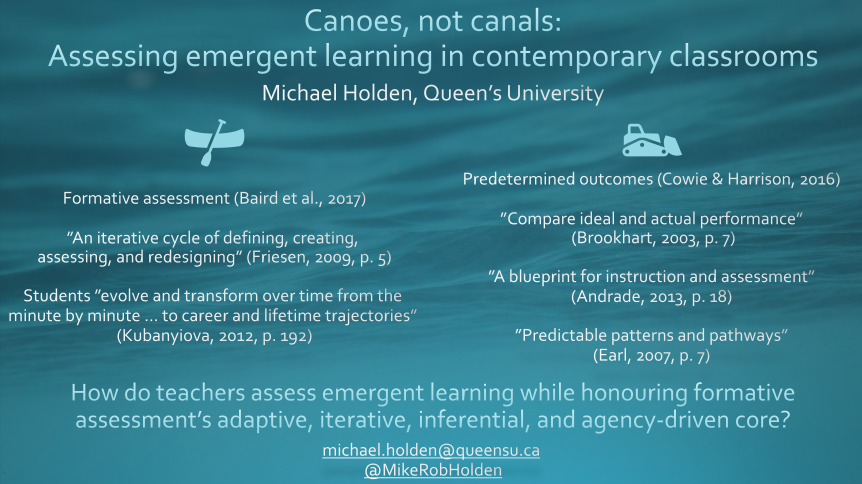 Canoes, not canals:
Assessing emergent learning in contemporary classrooms
Michael Holden, Queen’s University
Formative assessment (Baird et al., 2017)
”An iterative cycle of defining, creating,
assessing, and redesigning” (Friesen, 2009, p. 5)
Students ”evolve and transform over time from the
minute by minute … to career and lifetime trajectories”
(Kubanyiova, 2012, p. 192)
Predetermined outcomes (Cowie & Harrison, 2016)
”Compare ideal and actual performance”
(Brookhart, 2003, p. 7)
”A blueprint for instruction and assessment”
(Andrade, 2013, p. 18)
”Predictable patterns and pathways”
(Earl, 2007, p. 7)
How do teachers assess emergent learning while honouring formative
assessment’s adaptive, iterative, inferential, and agency-driven core?
michael.holden@queensu.ca
@MikeRobHolden